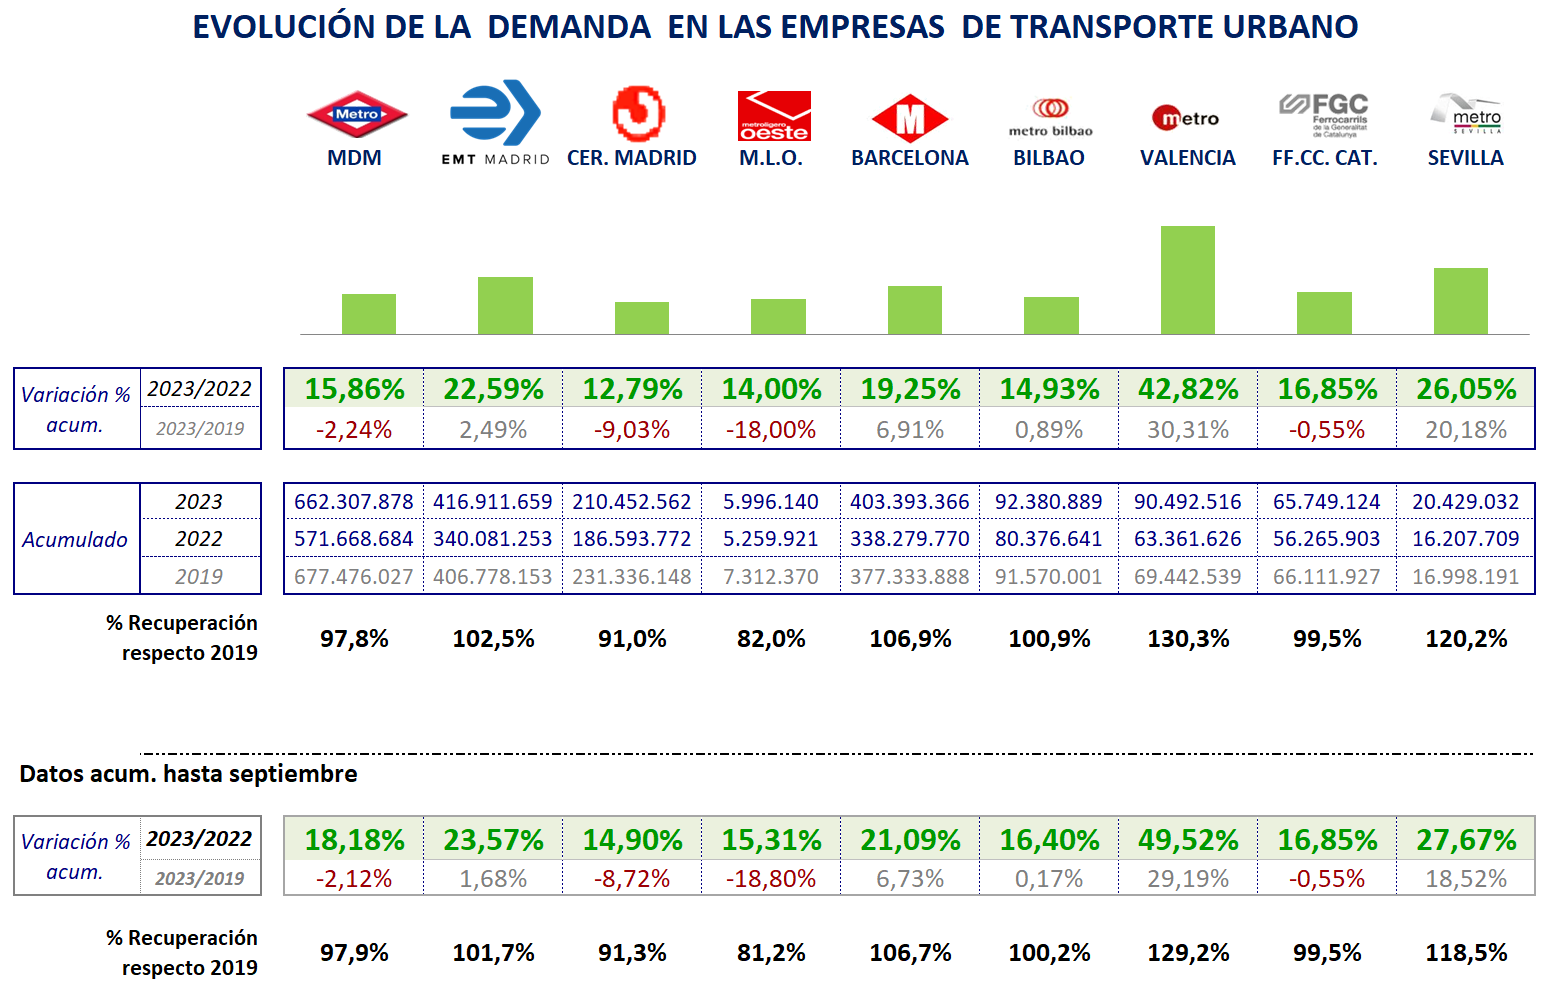 EVOLUCIÓN DE LA DEMANDA EN LAS EMPRESAS DE TRANSPORTE URBANO
Metro
metroligero
oeste
M
metro bilbao
metro
FGC
Ferrocarrils
de la Generalitat
de Catalunya
metro
SEVILLA
MDM EMT MADRID CER. MADRID M.L.O. BARCELONA BILBAO VALENCIA FF.CC. CAT. SEVILLA
Variación %
acum.
2023/2022 15,86% 22,59% 12,79% 14,00% 19,25% 14,93% 42,82% 16,85% 26,05%
2023/2019 -2,24% 2,49% -9,03% -18,00% 6,91% 0,89% 30,31% -0,55% 20,18%
Acumulado
2023 662.307.878 416.911.659 210.452.562 5.996.140 403.393.366 92.380.889 90.492.516 65.749.124 20.429.032
2022 571.668.684 340.081.253 186.593.772 5.259.921 338.279.770 80.376.641 63.361.626 56.265.903 16.207.709
2019 677.476.027 406.778.153 231.336.148 7.312.370 377.333.888 91.570.001 69.442.539 66.111.927 16.998.191
% Recuperación
respecto 2019
97,8% 102,5% 91,0% 82,0% 106,9% 100,9% 130,3% 99,5% 120,2%
Datos acum. hasta septiembre
Variación %
acum.
2023/2022 18,18% 23,57% 14,90% 15,31% 21,09% 16,40% 49,52% 16,85% 27,67%
2023/2019 -2,12% 1,68% -8,72% -18,80% 6,73% 0,17% 29,19% -0,55% 18,52%
% Recuperación
respecto 2019
97,9% 101,7% 91,3% 81,2% 106,7% 100,2% 129,2% 99,5% 118,5%